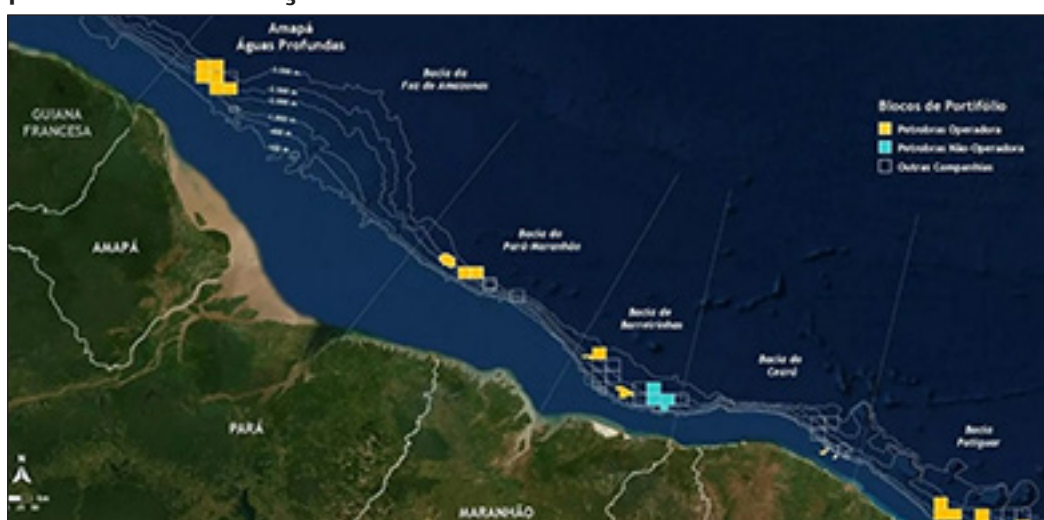 Amapá
Águas Profundas
Bacia da
Foz do Amazonas
GUIANA
FRANCESA
Blocos de Portifólio
Petrobras Operadora
Petrobras Não-Operadora
Outras Companhias
AMAPÁ
Bacia do
Pará-Maranhão
Bacia de
Barreirinhas
Bacia do
Ceará
PARÁ
Bacia
Potiguar
N
MARANHÃO